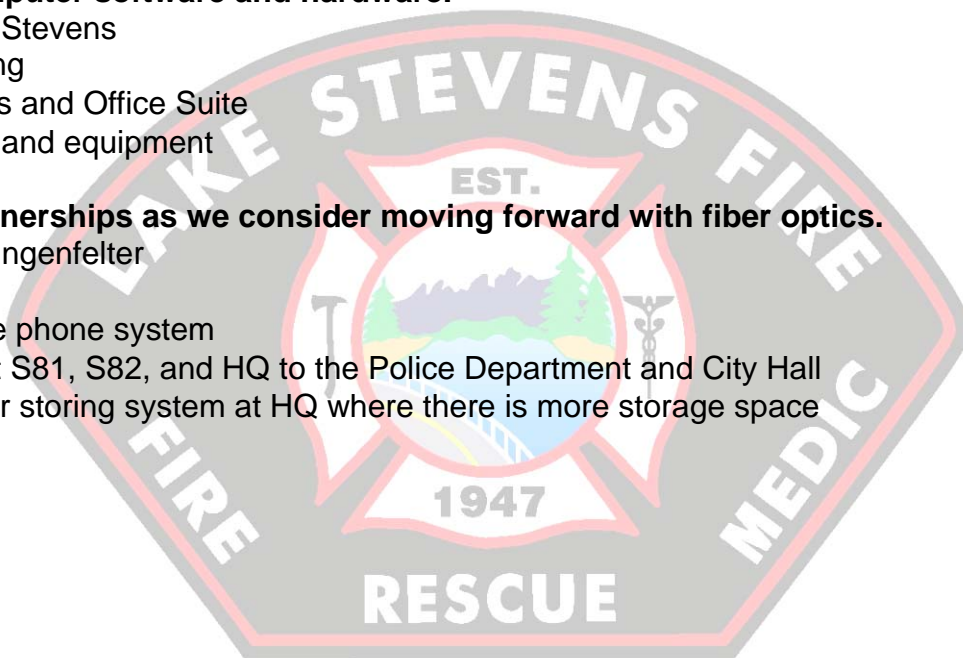 puter software and hardware.
Stevens
ng
s and Office Suite
and equipment
nerships as we consider moving forward with fiber optics.
ngenfelter
e phone system
S81, S82, and HQ to the Police Department and City Hall
r storing system at HQ where there is more storage space
LAKE STEVENS FIRE
EST.
1947
FIRE
RESCUE
MEDIC